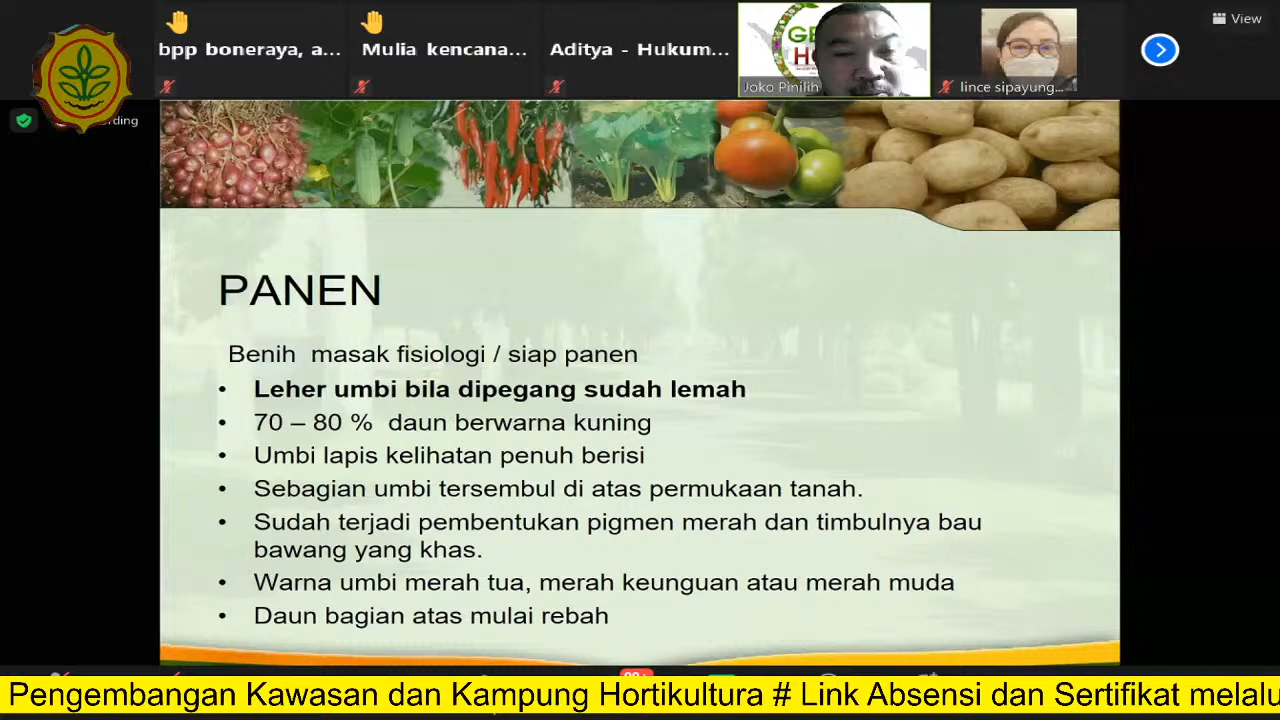 View
bpp boneraya, a...
Mulia kencana...
Aditya - Hukum...
Joko Pinilih
lince sipayung...
PANEN
Benih masak fisiologi / siap panen
• Leher umbi bila dipegang sudah lemah
• 70 – 80 % daun berwarna kuning
• Umbi lapis kelihatan penuh berisi
• Sebagian umbi tersembul di atas permukaan tanah.
• Sudah terjadi pembentukan pigmen merah dan timbulnya bau
bawang yang khas.
• Warna umbi merah tua, merah keunguan atau merah muda
• Daun bagian atas mulai rebah
Pengembangan Kawasan dan Kampung Hortikultura # Link Absensi dan Sertifikat melalu